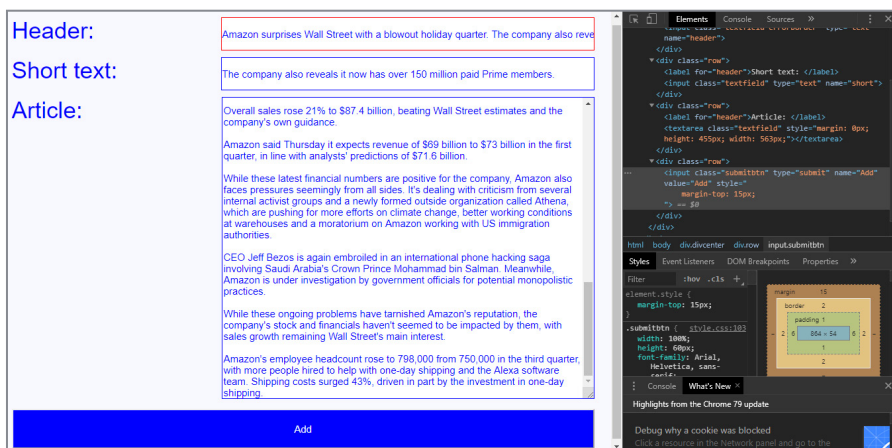 Header:
Amazon surprises Wall Street with a blowout holiday quarter. The company also reve
Short text:
The company also reveals it now has over 150 million paid Prime members.
Article:
Overall sales rose 21% to $87.4 billion, beating Wall Street estimates and the
company's own guidance.
Amazon said Thursday it expects revenue of $69 billion to $73 billion in the first
quarter, in line with analysts' predictions of $71.6 billion.
While these latest financial numbers are positive for the company, Amazon also
faces pressures seemingly from all sides. It's dealing with criticism from several
internal activist groups and a newly formed outside organization called Athena,
which are pushing for more efforts on climate change, better working conditions
at warehouses and a moratorium on Amazon working with US immigration
authorities.
CEO Jeff Bezos is again embroiled in an international phone hacking saga
involving Saudi Arabia's Crown Prince Mohammad bin Salman. Meanwhile,
Amazon is under investigation by government officials for potential monopolistic
practices.
While these ongoing problems have tarnished Amazon's reputation, the
company's stock and financials haven't seemed to be impacted by them, with
sales growth remaining Wall Street's main interest.
Amazon's employee headcount rose to 798,000 from 750,000 in the third quarter,
with more people hired to help with one-day shipping and the Alexa software
team. Shipping costs surged 43%, driven in part by the investment in one-day
shipping.
Add
Elements Console Sources »
name="header">
</div>
▼<div class="row">
<label for="header">Short text: </label>
<input class="textfield" type="text" name="short">
</div>
▼<div class="row">
<label for="header">Article: </label>
<textarea class="textfield" style="margin: 0px;
height: 455px; width: 563px;"></textarea>
</div>
▼<div class="row">
<input class="submitbtn" type="submit" name="Add"
value="Add" style="
margin-top: 15px;
"> == $0
</div>
</div>
html body div.divcenter div.row input.submitbtn
Styles Event Listeners DOM Breakpoints Properties »
Filter :hov .cls +
element.style {
margin-top: 15px;
}
.submitbtn { style.css:103
width: 100%;
height: 60px;
font-family: Arial,
Helvetica, sans-
serif;
margin 15
border 2
padding 1
2 6 864 × 54 6 2
1
2
Console What's New ×
Highlights from the Chrome 79 update
Debug why a cookie was blocked
Click a resource in the Network panel and go to the